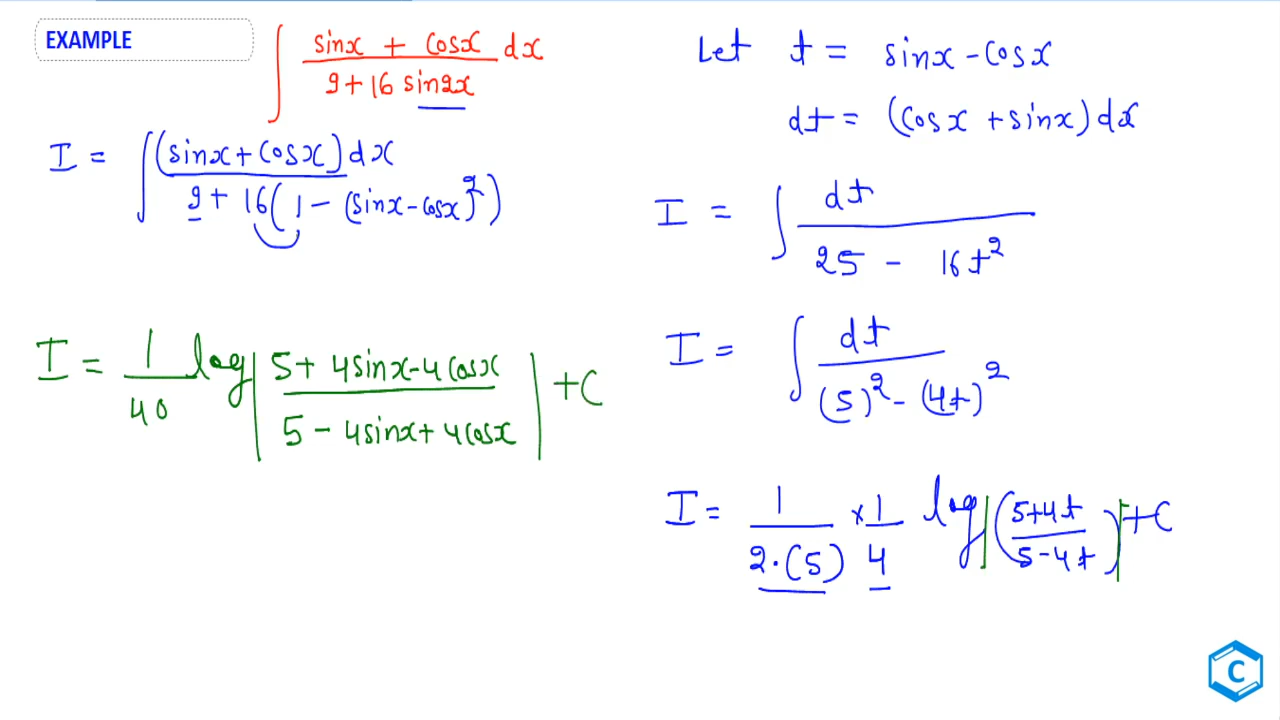 EXAMPLE
∫ (sinx + cosx)/(9 + 16 sin2x) dx
I = ∫ (sinx + cosx) dx / (9 + 16(1 − (sinx − cosx)²))
I = 1/40 log |(5 + 4sinx − 4cosx)/(5 − 4sinx + 4cosx)| + C
Let t = sinx − cosx
dt = (cosx + sinx) dx
I = ∫ dt/(25 − 16t²)
I = ∫ dt/((5)² − (4t)²)
I = 1/(2·(5)) × 1/4 log |((5+4t)/(5−4t))| + C
C